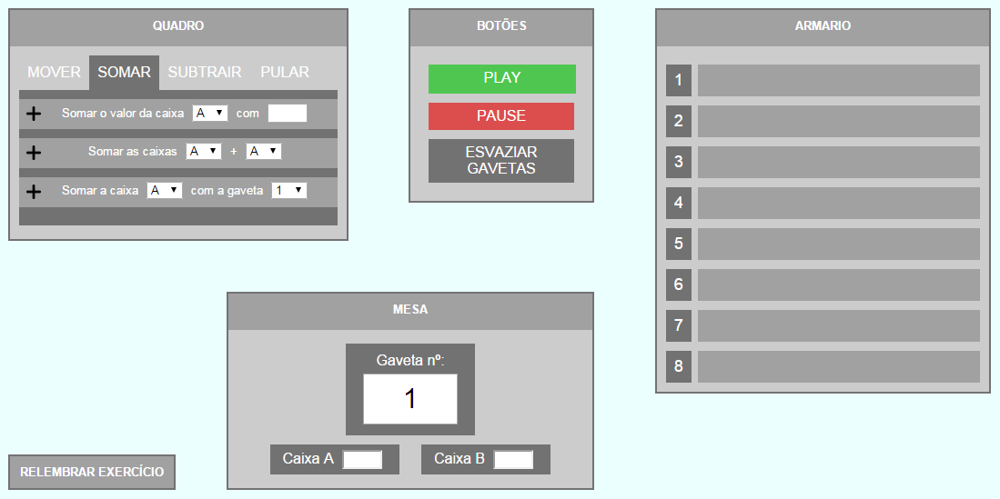 QUADRO
MOVER SOMAR SUBTRAIR PULAR
+ Somar o valor da caixa A com
+ Somar as caixas A + A
+ Somar a caixa A com a gaveta 1
BOTÕES
PLAY
PAUSE
ESVAZIAR
GAVETAS
ARMARIO
1
2
3
4
5
6
7
8
MESA
Gaveta nº:
1
Caixa A Caixa B
RELEMBRAR EXERCÍCIO